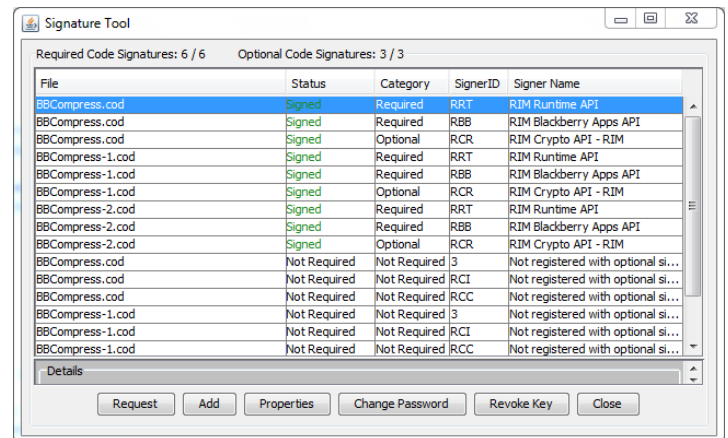 Signature Tool
Required Code Signatures: 6 / 6 Optional Code Signatures: 3 / 3
File Status Category SignerID Signer Name
BBCompress.cod Signed Required RRT RIM Runtime API
BBCompress.cod Signed Required RBB RIM Blackberry Apps API
BBCompress.cod Signed Optional RCR RIM Crypto API - RIM
BBCompress-1.cod Signed Required RRT RIM Runtime API
BBCompress-1.cod Signed Required RBB RIM Blackberry Apps API
BBCompress-1.cod Signed Optional RCR RIM Crypto API - RIM
BBCompress-2.cod Signed Required RRT RIM Runtime API
BBCompress-2.cod Signed Required RBB RIM Blackberry Apps API
BBCompress-2.cod Signed Optional RCR RIM Crypto API - RIM
BBCompress.cod Not Required Not Required 3 Not registered with optional si...
BBCompress.cod Not Required Not Required RCI Not registered with optional si...
BBCompress.cod Not Required Not Required RCC Not registered with optional si...
BBCompress-1.cod Not Required Not Required 3 Not registered with optional si...
BBCompress-1.cod Not Required Not Required RCI Not registered with optional si...
BBCompress-1.cod Not Required Not Required RCC Not registered with optional si...
Details
Request Add Properties Change Password Revoke Key Close